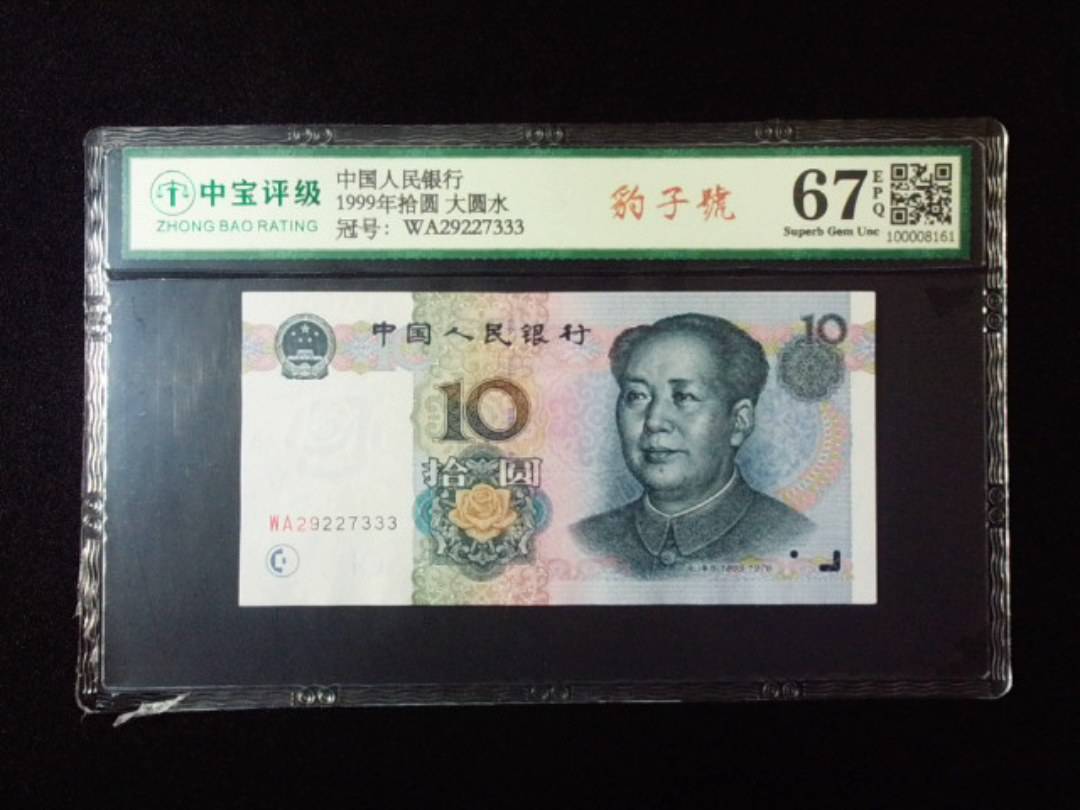 中宝评级
ZHONG BAO RATING
中国人民银行
1999年拾圆 大圆水
冠号: WA29227333
豹子號
67
EPQ
Superb Gem Unc
100008161
中国人民银行
10
10
拾圆
WA29227333